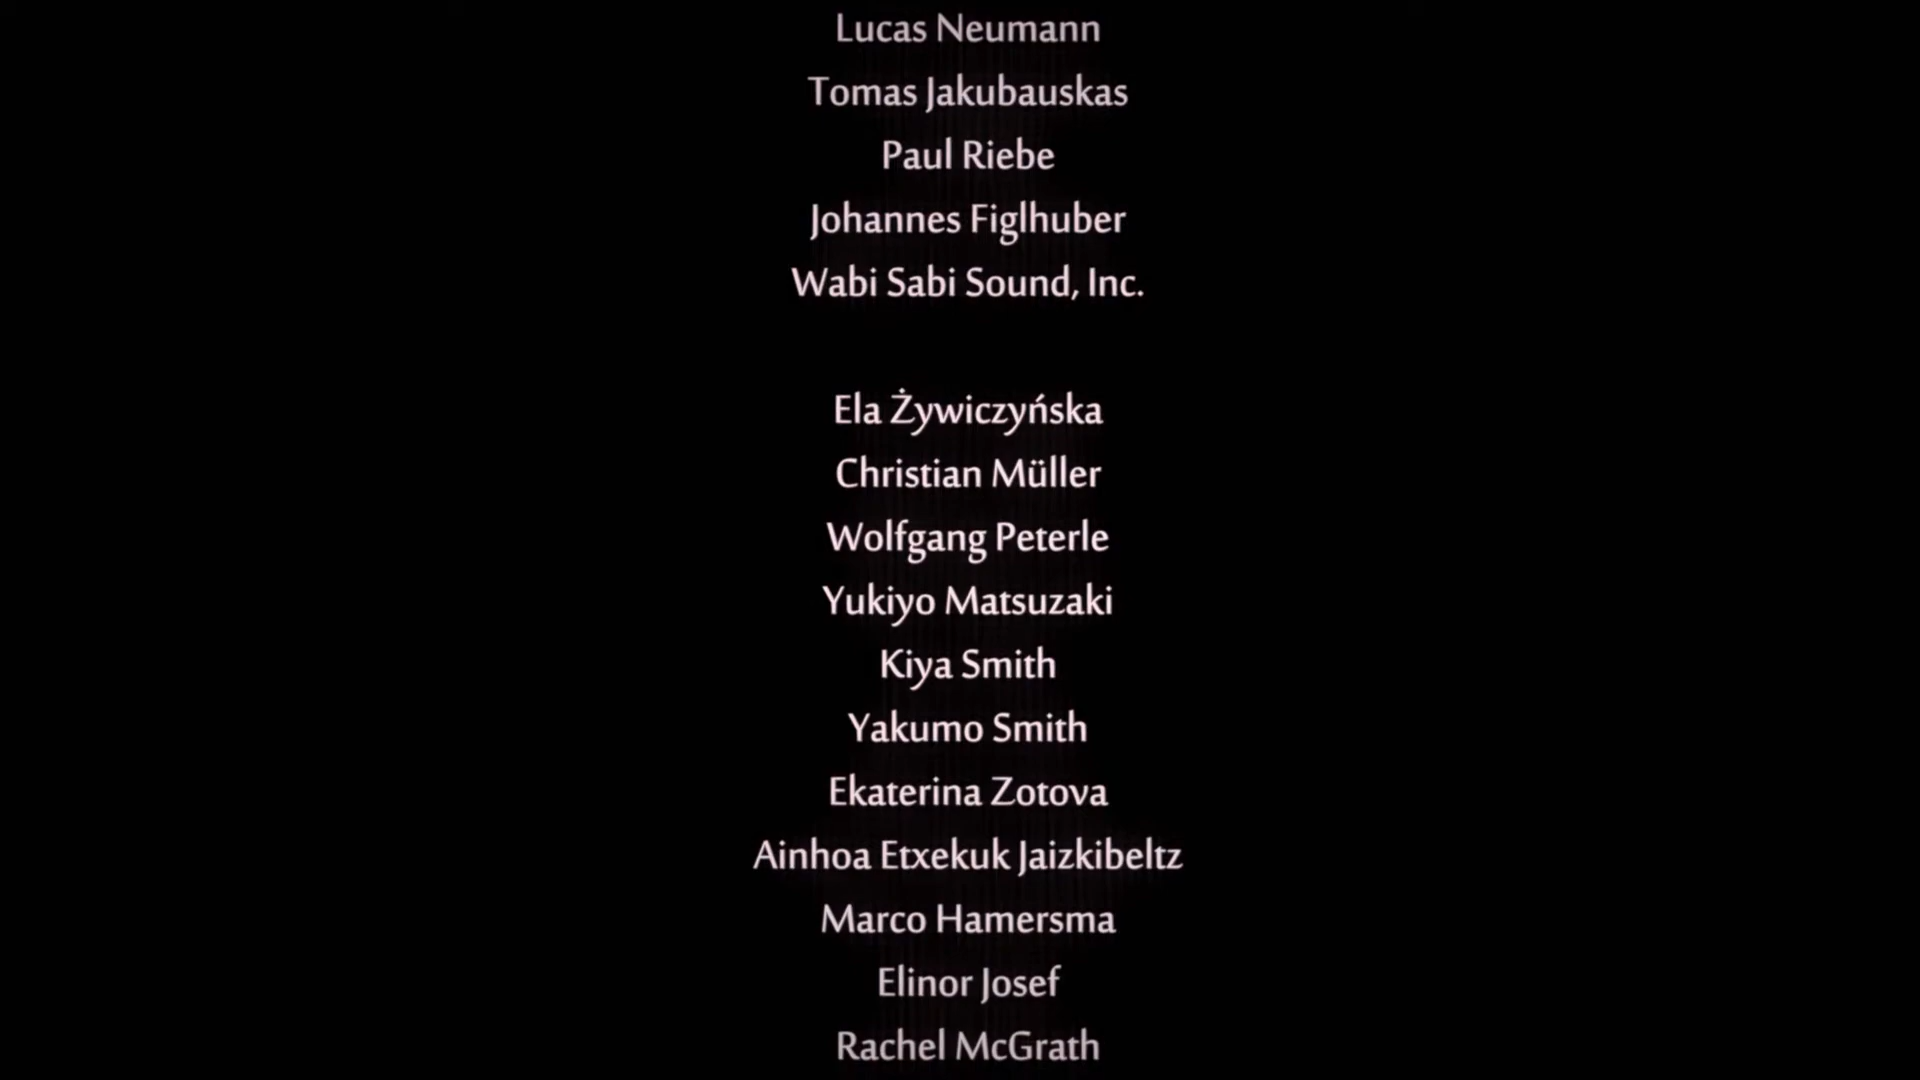 Lucas Neumann
Tomas Jakubauskas
Paul Riebe
Johannes Figlhuber
Wabi Sabi Sound, Inc.
Ela Żywiczyńska
Christian Müller
Wolfgang Peterle
Yukiyo Matsuzaki
Kiya Smith
Yakumo Smith
Ekaterina Zotova
Ainhoa Etxekuk Jaizkibeltz
Marco Hamersma
Elinor Josef
Rachel McGrath